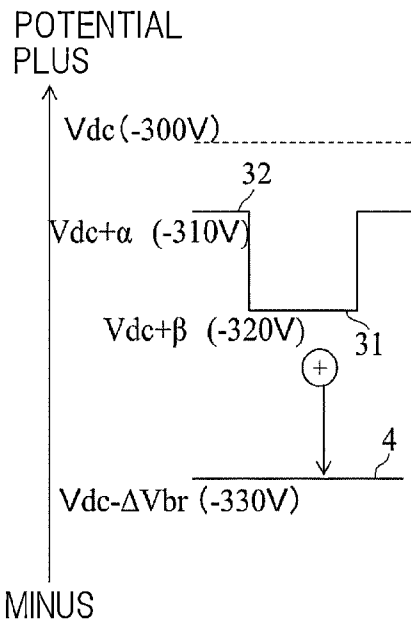 POTENTIAL
PLUS
Vdc (-300V)
32
Vdc+α (-310V)
Vdc+β (-320V)
31
+
4
Vdc-ΔVbr (-330V)
MINUS